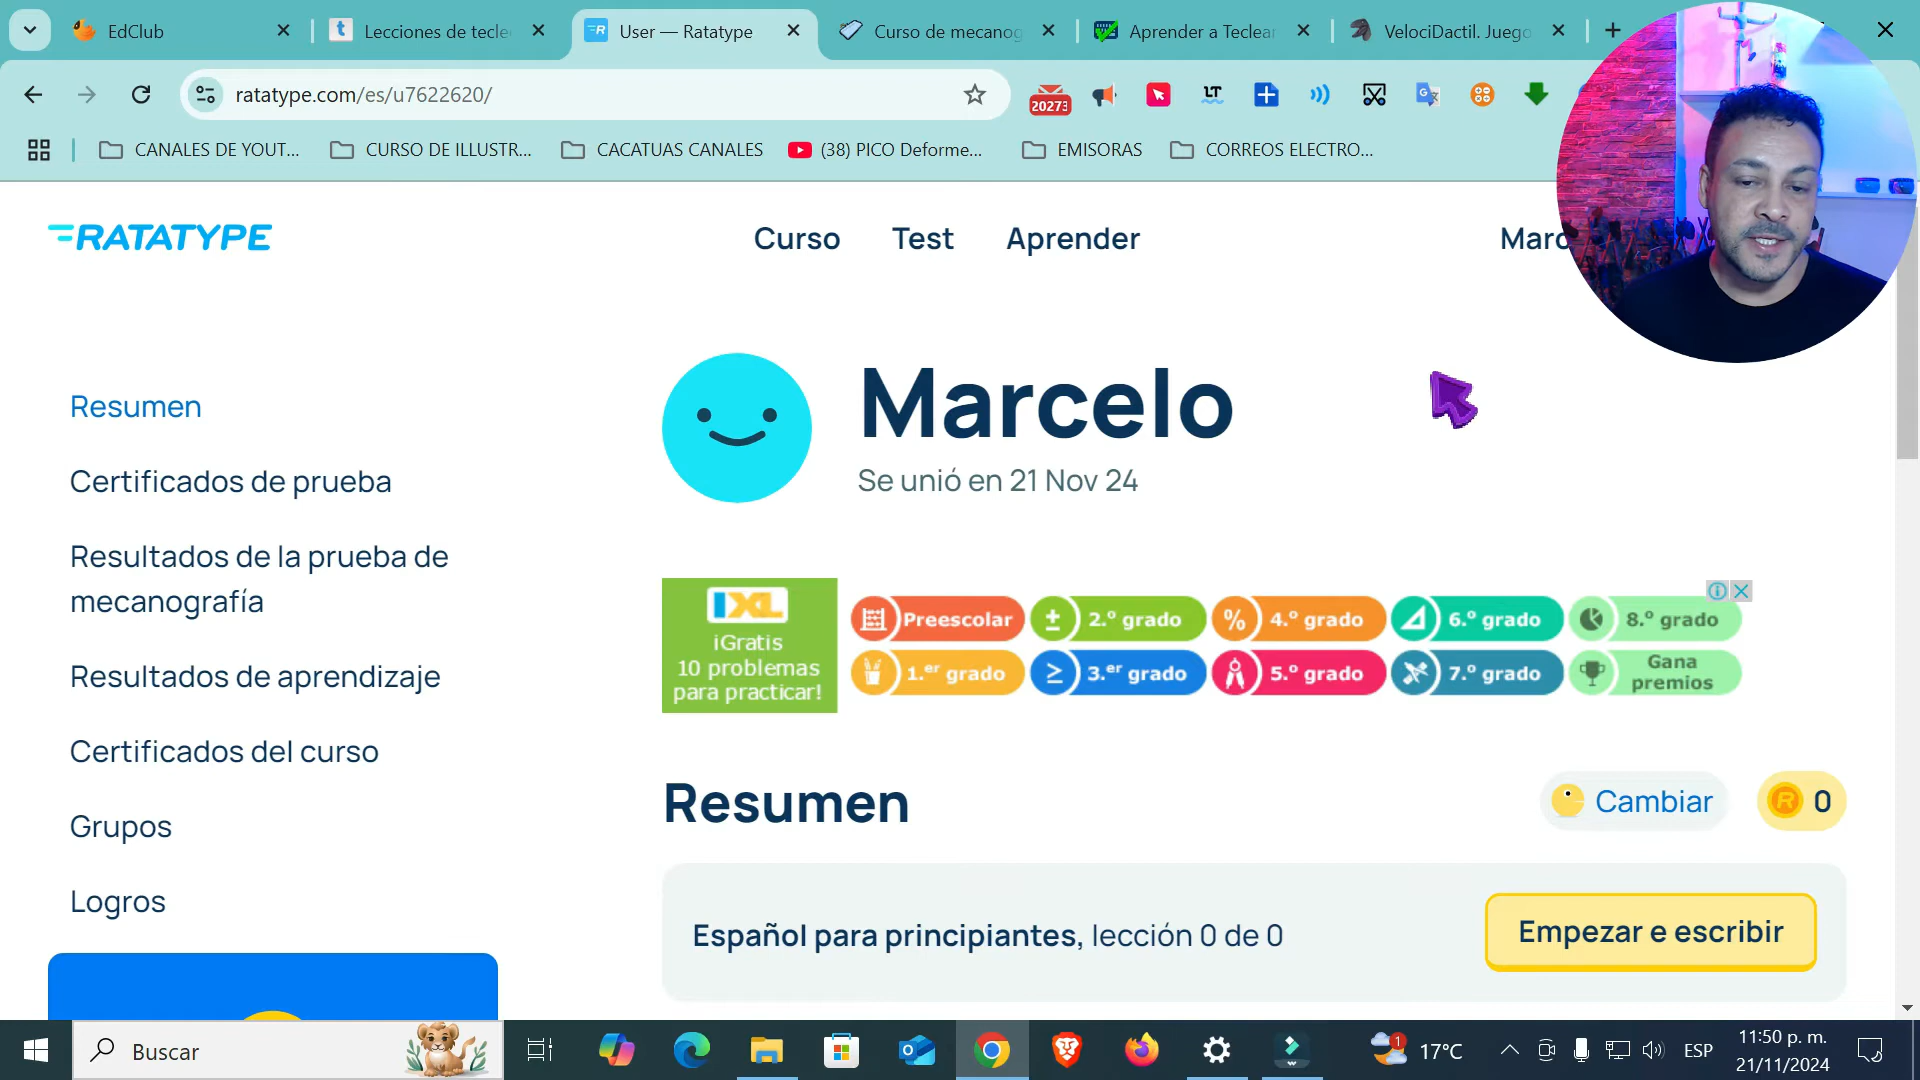 EdClub
Lecciones de tecle
User — Ratatype
Curso de mecanog
Aprender a Teclear
VelociDactil. Juego
ratatype.com/es/u7622620/
20273
LT
CANALES DE YOUT...
CURSO DE ILLUSTR...
CACATUAS CANALES
(38) PICO Deforme...
EMISORAS
CORREOS ELECTRO...
RATATYPE
Curso
Test
Aprender
Marc
Resumen
Certificados de prueba
Resultados de la prueba de
mecanografía
Resultados de aprendizaje
Certificados del curso
Grupos
Logros
Marcelo
Se unió en 21 Nov 24
IXL
¡Gratis
10 problemas
para practicar!
Preescolar
2.º grado
4.º grado
6.º grado
8.º grado
1.er grado
3.er grado
5.º grado
7.º grado
Gana
premios
Resumen
Cambiar
0
Español para principiantes, lección 0 de 0
Empezar e escribir
Buscar
1
17°C
ESP
11:50 p. m.
21/11/2024